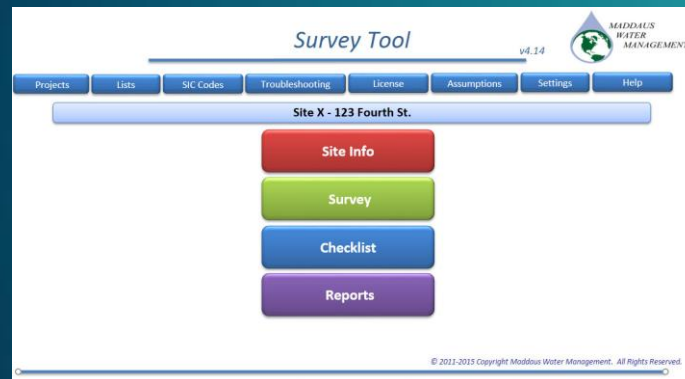 Survey Tool
v4.14
MADDAUS
WATER
MANAGEMENT
Projects Lists SIC Codes Troubleshooting License Assumptions Settings Help
Site X - 123 Fourth St.
Site Info
Survey
Checklist
Reports
© 2011-2015 Copyright Maddaus Water Management. All Rights Reserved.